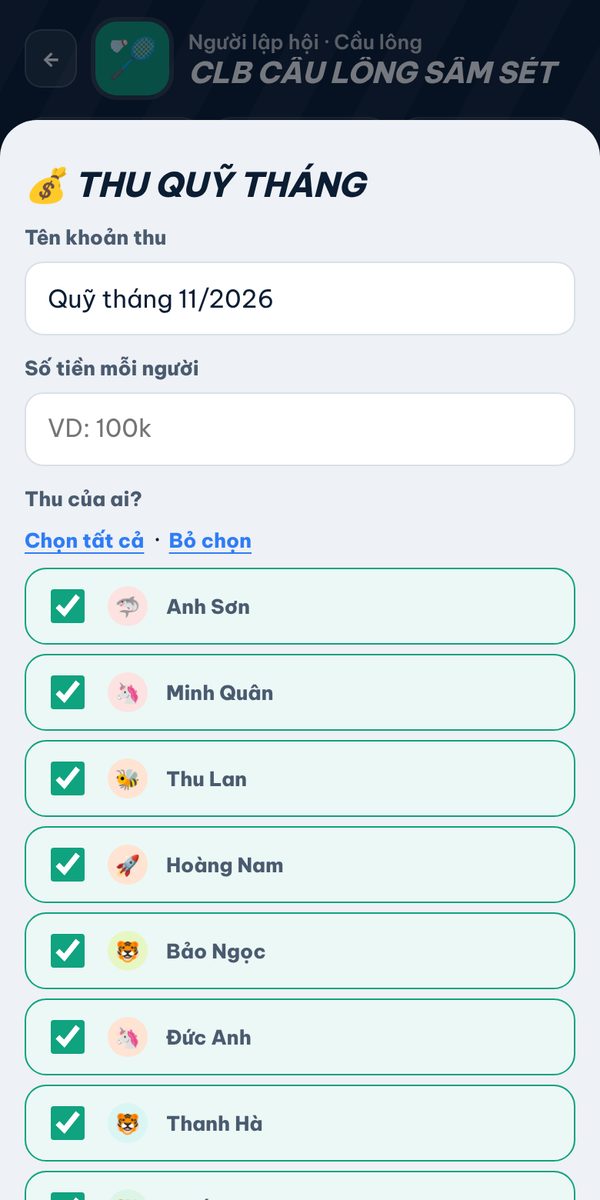 Người lập hội · Cầu lông
CLB CẦU LÔNG SẤM SÉT
THU QUỸ THÁNG
Tên khoản thu
Quỹ tháng 11/2026
Số tiền mỗi người
VD: 100k
Thu của ai?
Chọn tất cả · Bỏ chọn
Anh Sơn
Minh Quân
Thu Lan
Hoàng Nam
Bảo Ngọc
Đức Anh
Thanh Hà